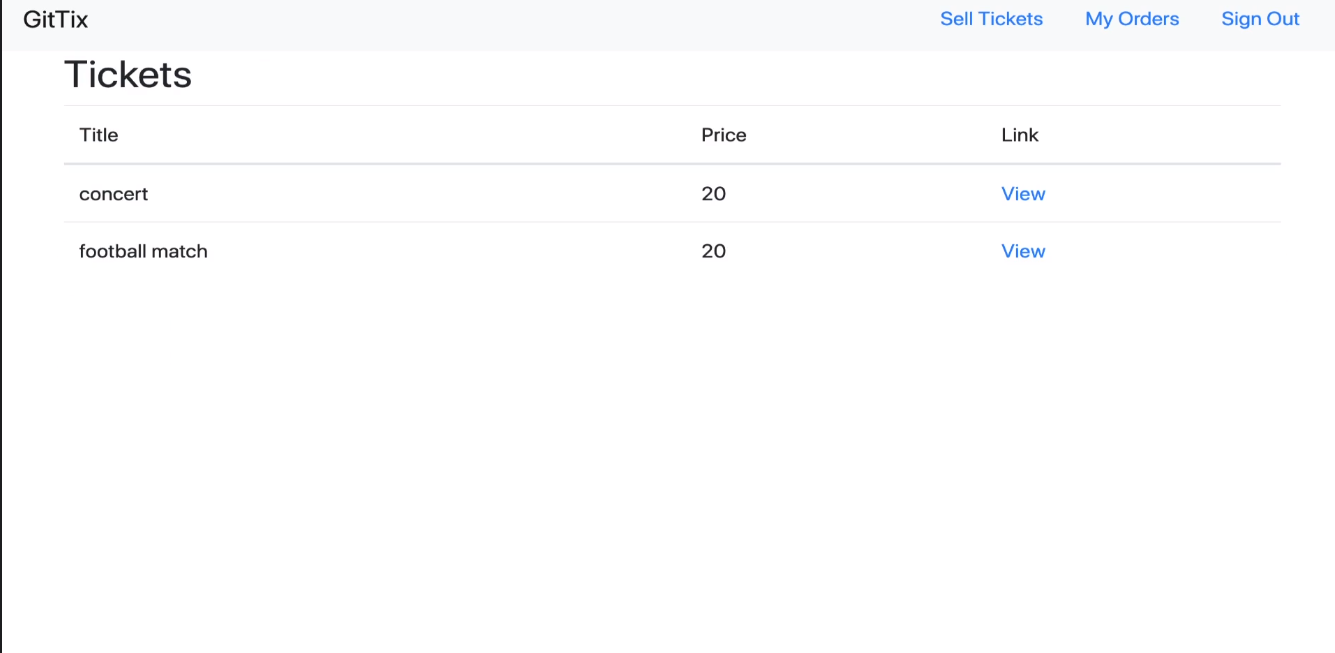 GitTix Sell Tickets My Orders Sign Out
Tickets
Title Price Link
concert 20 View
football match 20 View